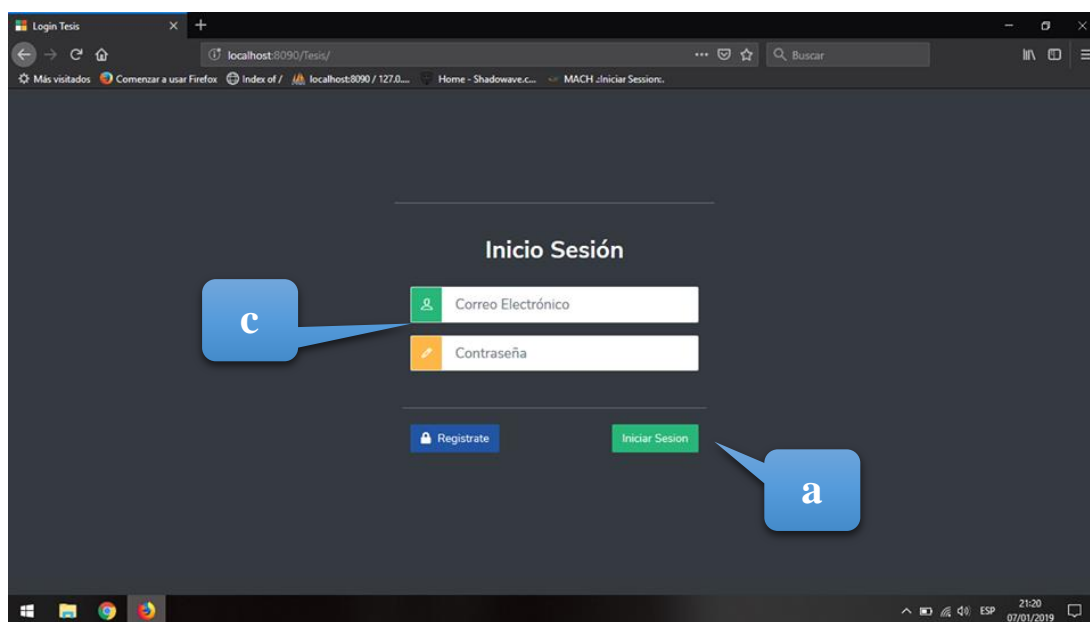 Login Tesis
localhost:8090/Tesis/
Buscar
Más visitados Comenzar a usar Firefox Index of / localhost:8090 / 127.0.... Home - Shadowave.c... MACH .:Iniciar Session:.
Inicio Sesión
Correo Electrónico
c
Contraseña
Registrate Iniciar Sesion
a
ESP
21:20
07/01/2019